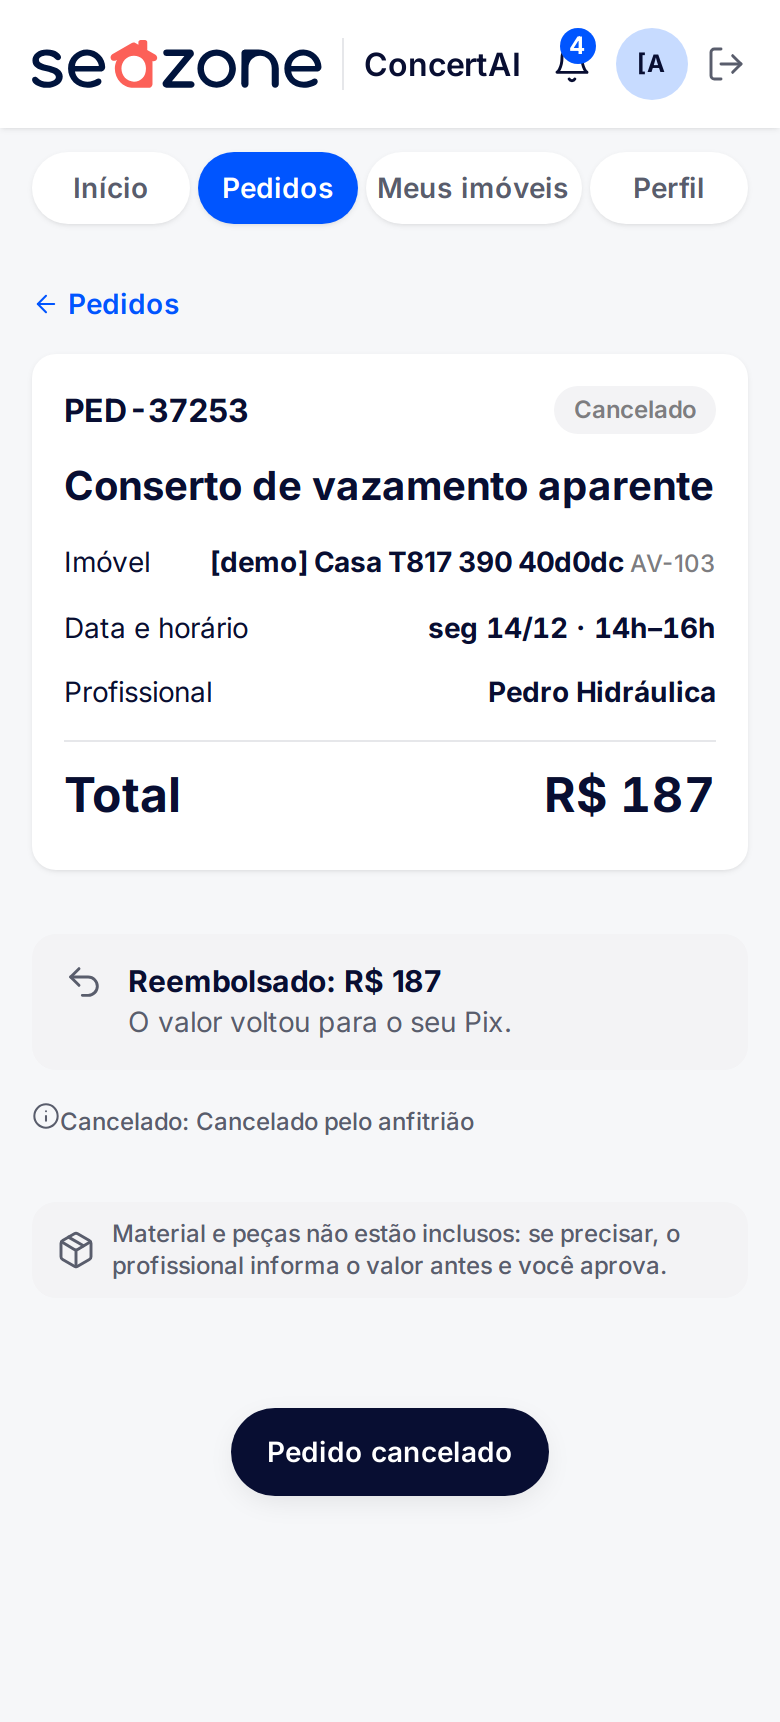 seazone
ConcertAI
4
[A
Início
Pedidos
Meus imóveis
Perfil
← Pedidos
PED-37253
Cancelado
Conserto de vazamento aparente
Imóvel [demo] Casa T817 390 40d0dc AV-103
Data e horário seg 14/12 · 14h–16h
Profissional Pedro Hidráulica
Total R$ 187
Reembolsado: R$ 187
O valor voltou para o seu Pix.
Cancelado: Cancelado pelo anfitrião
Material e peças não estão inclusos: se precisar, o
profissional informa o valor antes e você aprova.
Pedido cancelado